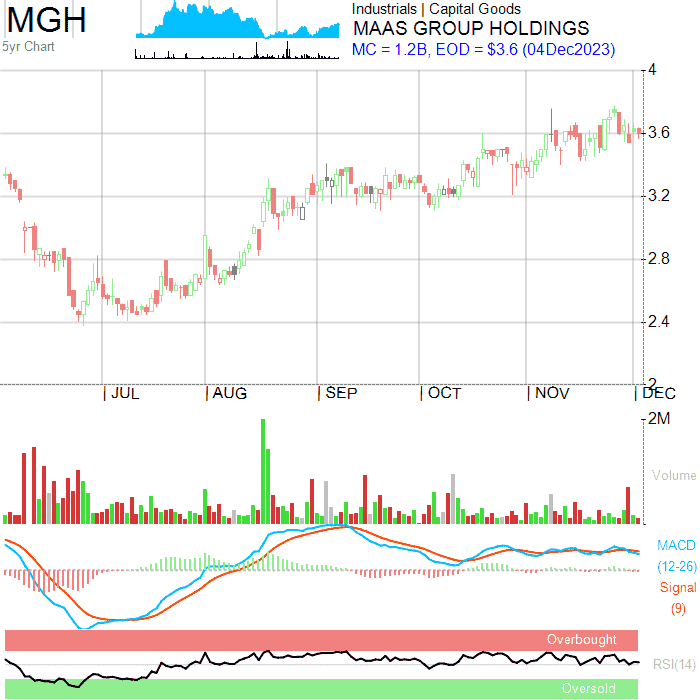 MGH
5yr Chart
Industrials | Capital Goods
MAAS GROUP HOLDINGS
MC = 1.2B, EOD = $3.6 (04Dec2023)
4
3.6
3.2
2.8
2.4
2
JUL
AUG
SEP
OCT
NOV
DEC
2M
Volume
MACD
(12-26)
Signal
(9)
Overbought
RSI(14)
Oversold